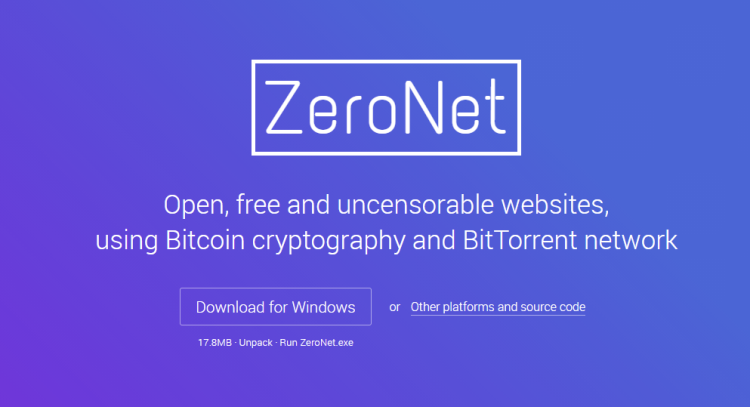 ZeroNet
Open, free and uncensorable websites,
using Bitcoin cryptography and BitTorrent network
Download for Windows or Other platforms and source code
17.8MB · Unpack · Run ZeroNet.exe